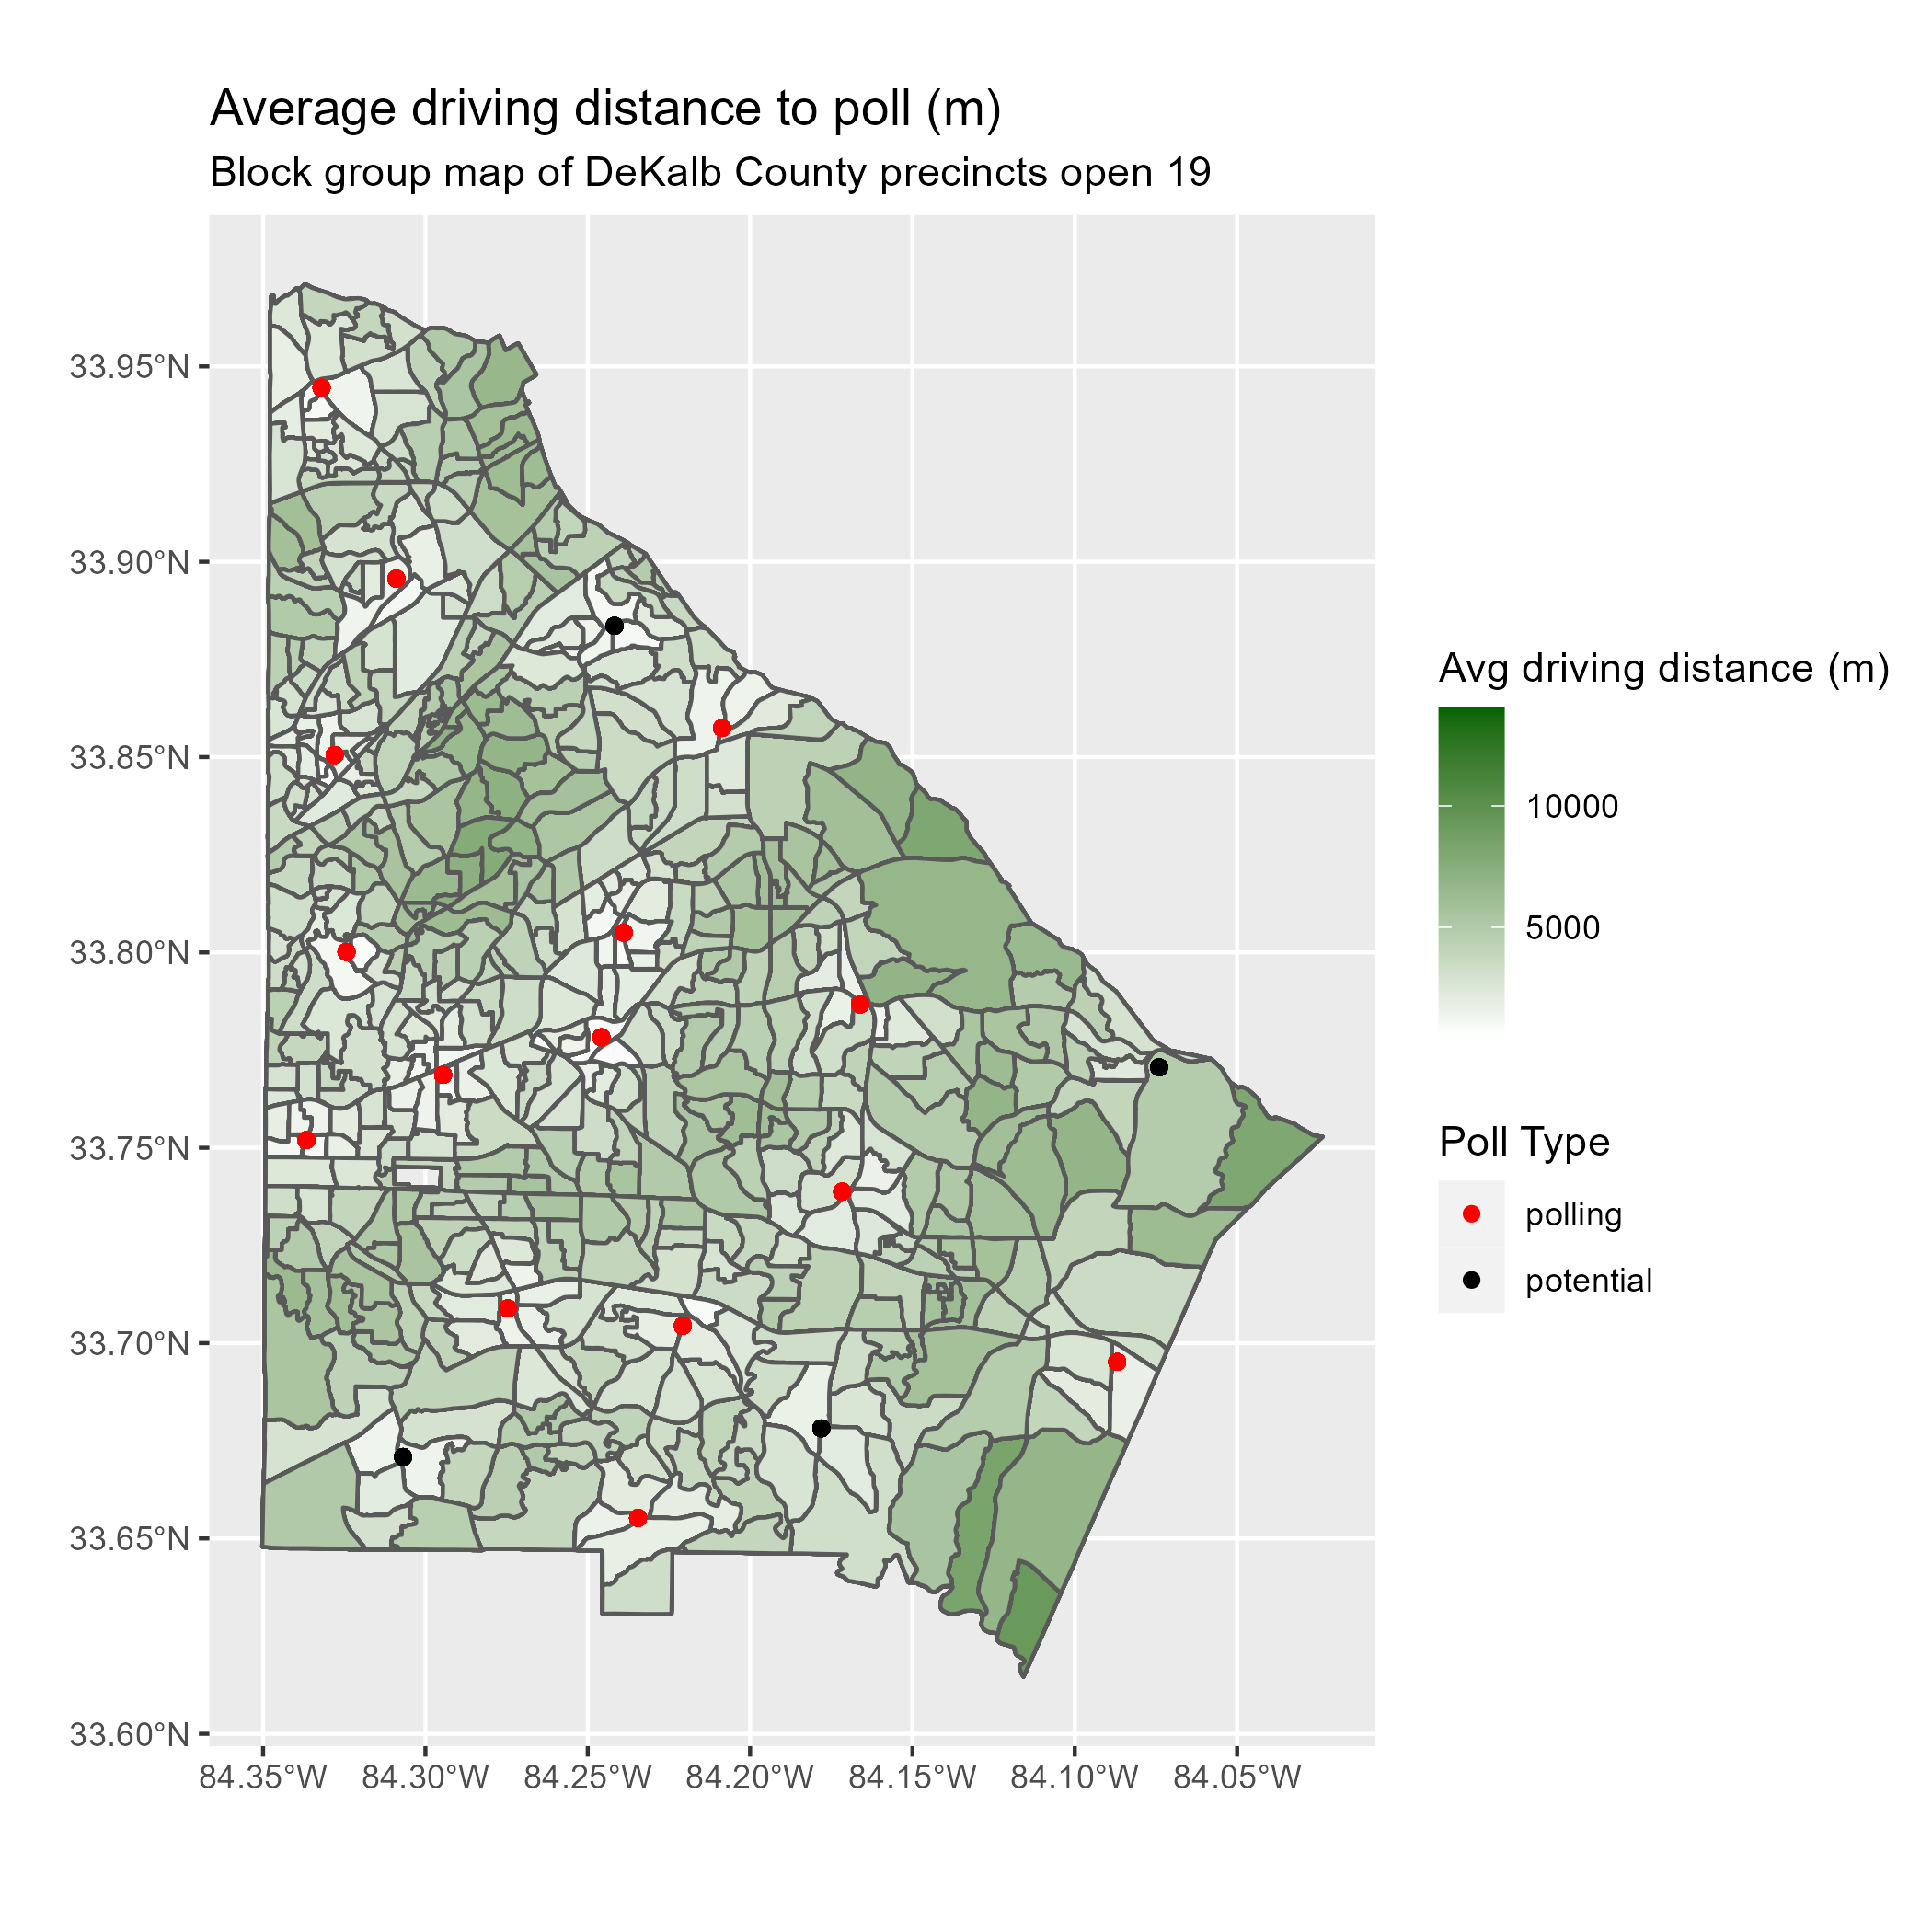 Average driving distance to poll (m)
Block group map of DeKalb County precincts open 19
33.95°N
33.90°N
33.85°N
33.80°N
33.75°N
33.70°N
33.65°N
33.60°N
84.35°W 84.30°W 84.25°W 84.20°W 84.15°W 84.10°W 84.05°W
Avg driving distance (m)
10000
5000
Poll Type
polling
potential